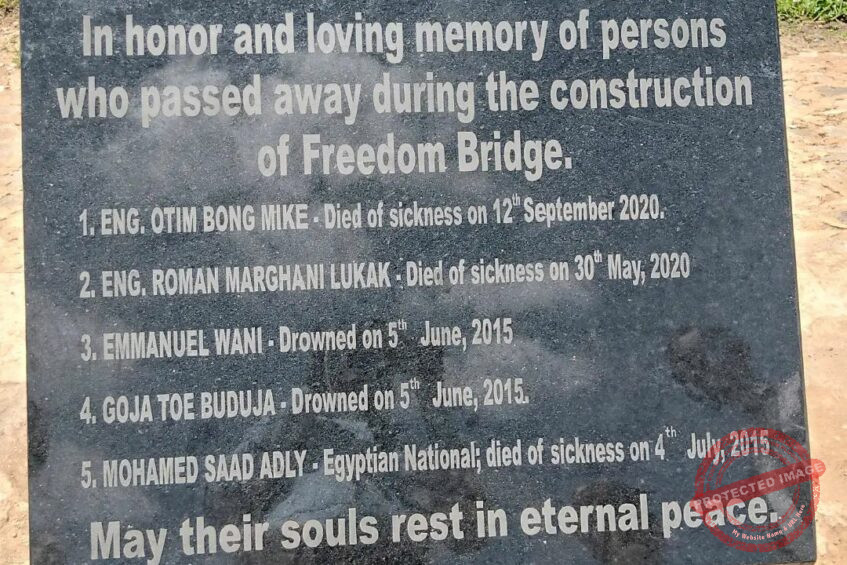 In honor and loving memory of persons
who passed away during the construction
of Freedom Bridge.
1. ENG. OTIM BONG MIKE - Died of sickness on 12th September 2020.
2. ENG. ROMAN MARGHANI LUKAK - Died of sickness on 30th May, 2020
3. EMMANUEL WANI - Drowned on 5th June, 2015
4. GOJA TOE BUDUJA - Drowned on 5th June, 2015.
5. MOHAMED SAAD ADLY - Egyptian National; died of sickness on 4th July, 2015
May their souls rest in eternal peace.
PROTECTED IMAGE